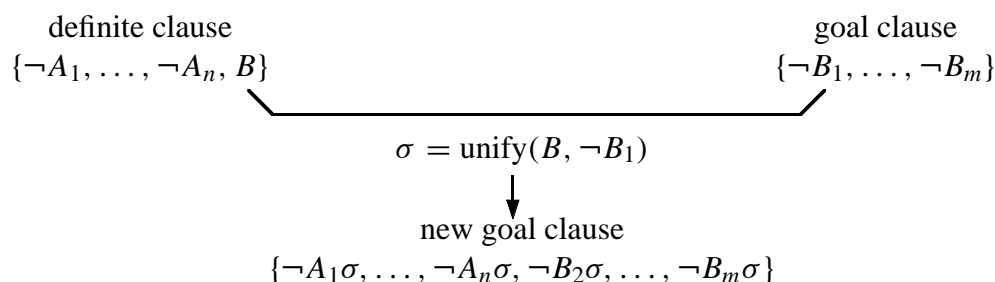 definite clause goal clause
{¬A₁, . . . , ¬Aₙ, B} {¬B₁, . . . , ¬Bₘ}
σ = unify(B, ¬B₁)
new goal clause
{¬A₁σ, . . . , ¬Aₙσ, ¬B₂σ, . . . , ¬Bₘσ}